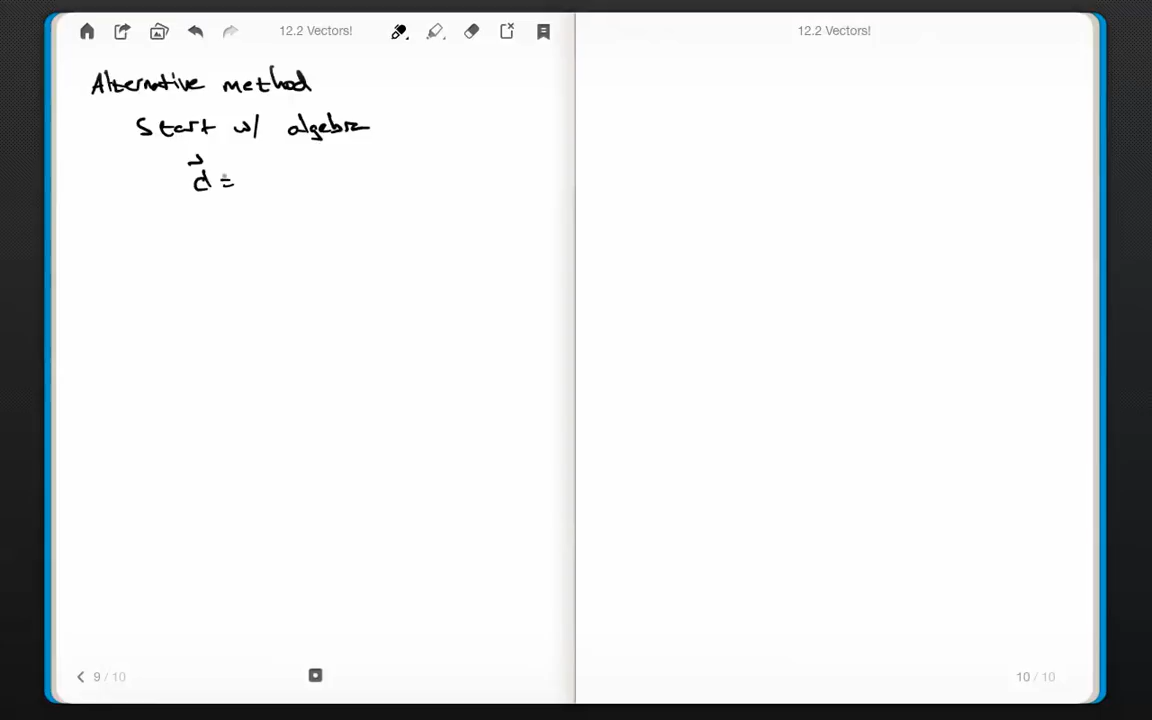 12.2 Vectors!
Alternative method
Start w/ algebra
d⃗ =
9 / 10
12.2 Vectors!
10 / 10